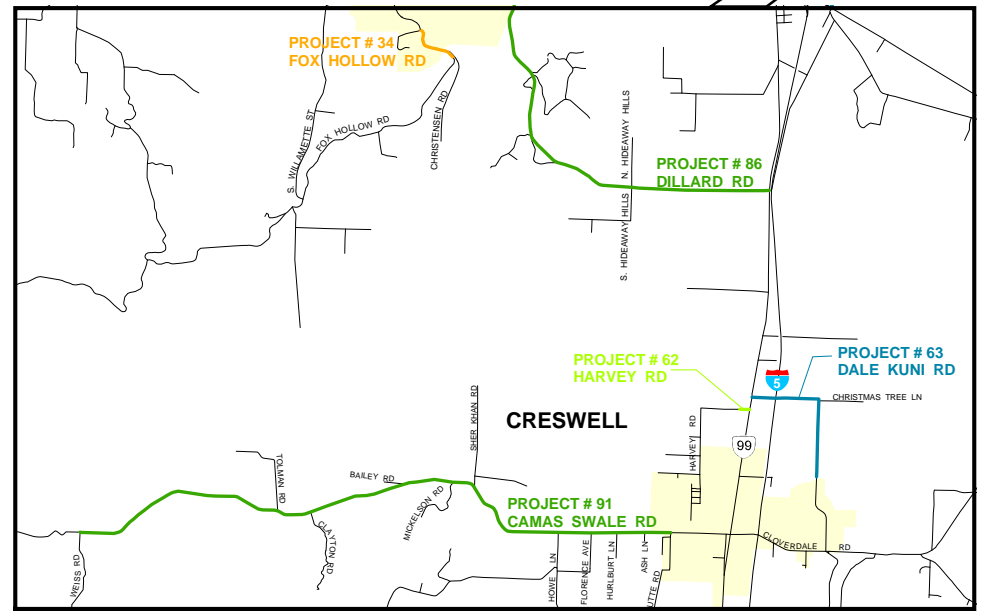 PROJECT # 34
FOX HOLLOW RD
CHRISTENSEN RD
S. WILLAMETTE ST
FOX HOLLOW RD
N. HIDEAWAY HILLS
S. HIDEAWAY HILLS
PROJECT # 86
DILLARD RD
PROJECT # 62
HARVEY RD
PROJECT # 63
DALE KUNI RD
5
CHRISTMAS TREE LN
SHER KHAN RD
CRESWELL
HARVEY RD
99
TOLMAN RD
BAILEY RD
MICKELSON RD
PROJECT # 91
CAMAS SWALE RD
CLAYTON RD
WEISS RD
HOWE LN
FLORENCE AVE
HURLBURT LN
ASH LN
UTTE RD
CLOVERDALE RD